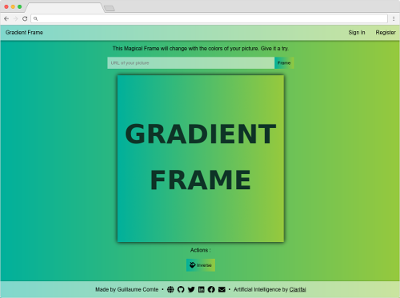 Gradient Frame
Sign In Register
This Magical Frame will change with the colors of your picture. Give it a try.
URL of your picture Frame
GRADIENT
FRAME
Actions :
Made by Guillaume Comte • • Artificial Intelligence by Clarifai